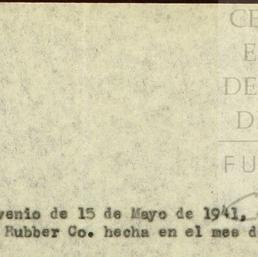 CE
E
DE
D
FU
venio de 15 de Mayo de 1941,
Rubber Co. hecha en el mes d